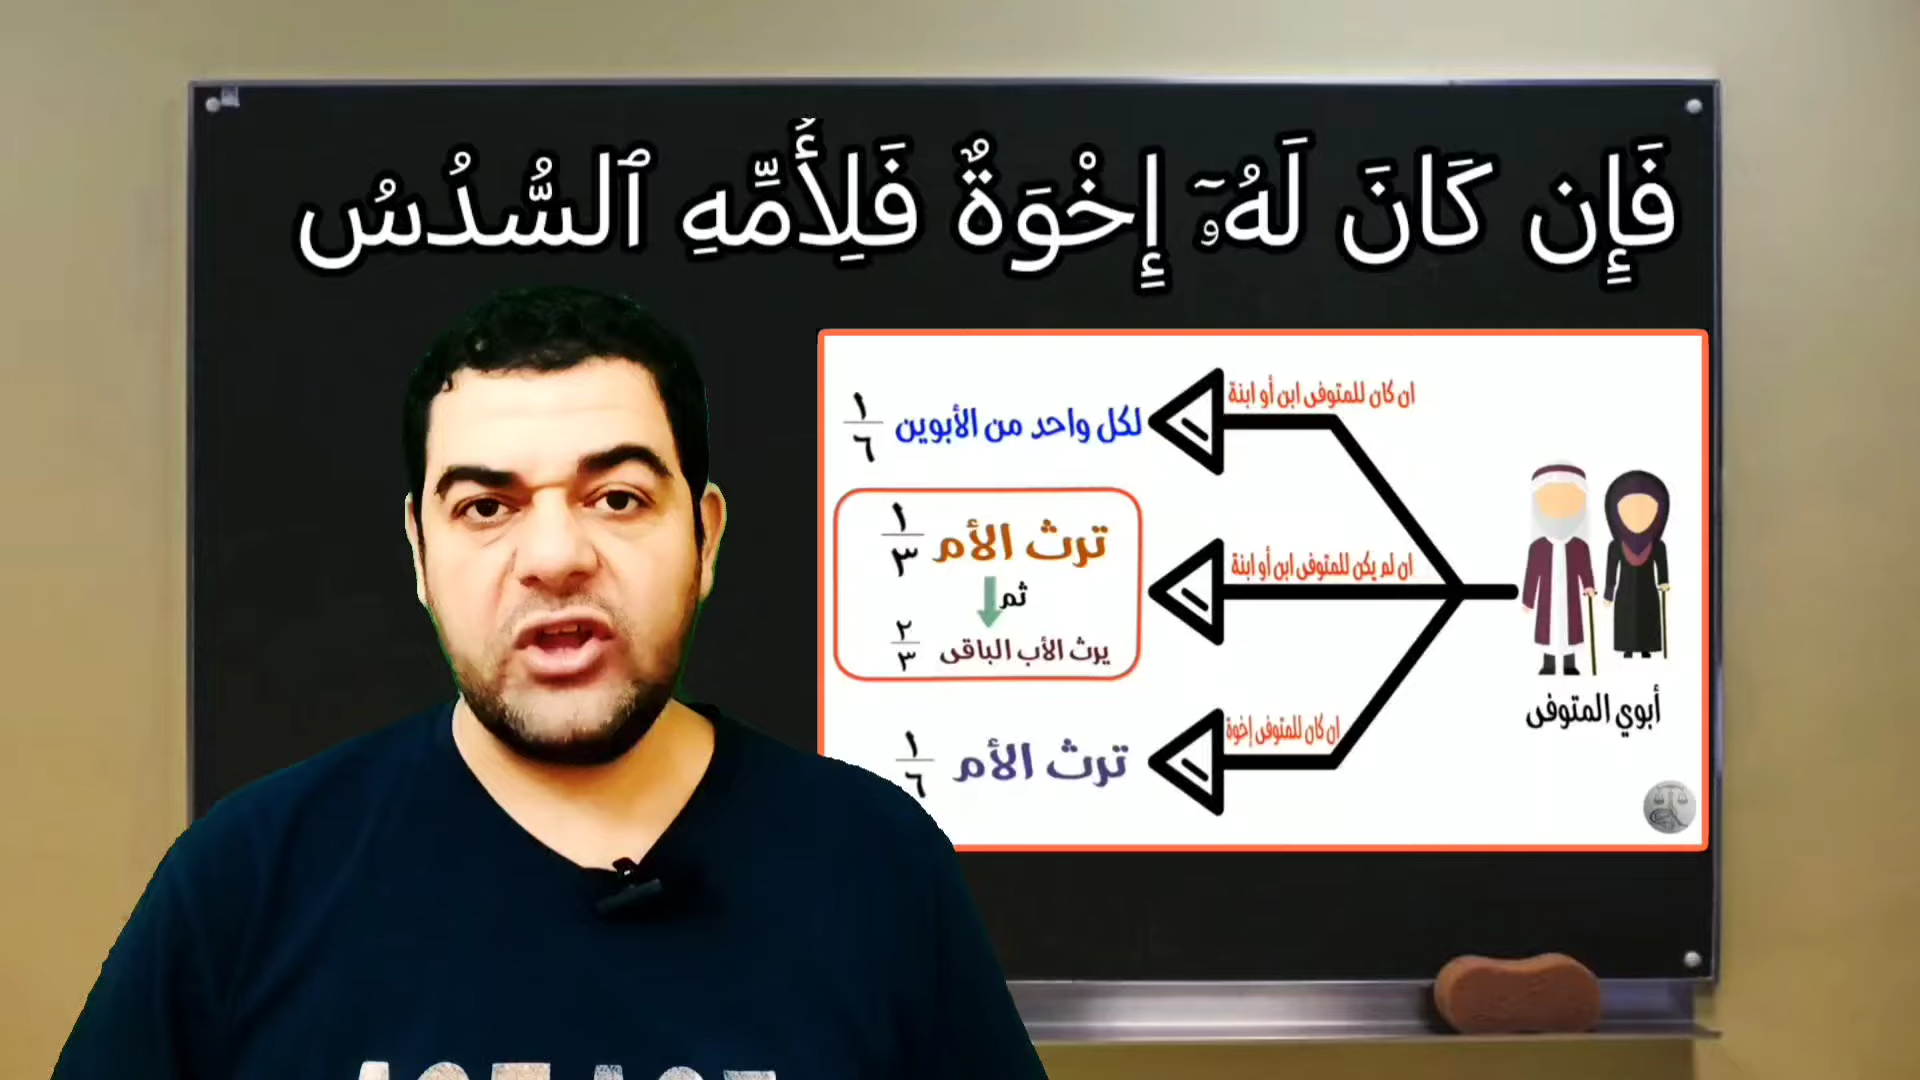 فَإِن كَانَ لَهُۥٓ إِخْوَةٌ فَلِأُمِّهِ ٱلسُّدُسُ
ان كان للمتوفى ابن أو ابنة
لكل واحد من الأبوين ١/٦
ان لم يكن للمتوفى ابن أو ابنة
ترث الأم ١/٣
ثم
يرث الأب الباقى ٢/٣
ان كان للمتوفى إخوة
ترث الأم ١/٦
أبوي المتوفى